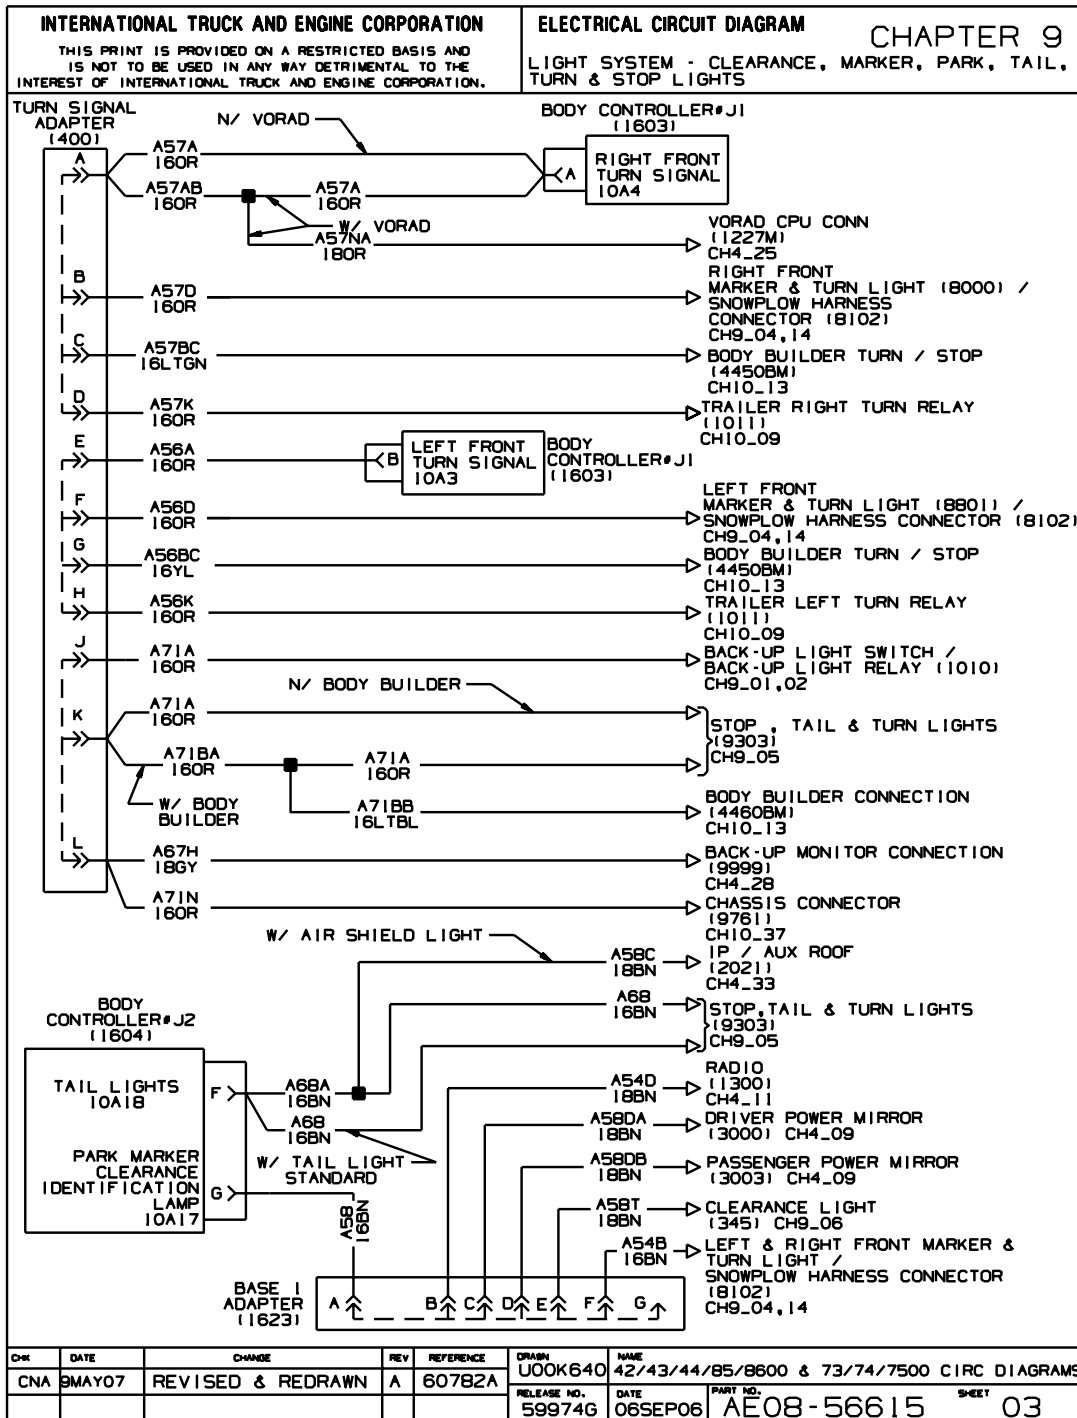 INTERNATIONAL TRUCK AND ENGINE CORPORATION
THIS PRINT IS PROVIDED ON A RESTRICTED BASIS AND
IS NOT TO BE USED IN ANY WAY DETRIMENTAL TO THE
INTEREST OF INTERNATIONAL TRUCK AND ENGINE CORPORATION.
ELECTRICAL CIRCUIT DIAGRAM
CHAPTER 9
LIGHT SYSTEM - CLEARANCE, MARKER, PARK, TAIL,
TURN & STOP LIGHTS
TURN SIGNAL
ADAPTER
(400)
N/ VORAD
BODY CONTROLLER#J1
(1603)
A
A57A
16OR
A
RIGHT FRONT
TURN SIGNAL
10A4
A57AB
16OR
A57A
16OR
W/ VORAD
A57NA
18OR
VORAD CPU CONN
(1227M)
CH4_25
B
A57D
16OR
RIGHT FRONT
MARKER & TURN LIGHT (8000) /
SNOWPLOW HARNESS
CONNECTOR (8102)
CH9_04,14
C
A57BC
16LTGN
BODY BUILDER TURN / STOP
(4450BM)
CH10_13
D
A57K
16OR
TRAILER RIGHT TURN RELAY
(1011)
CH10_09
E
A56A
16OR
B
LEFT FRONT
TURN SIGNAL
10A3
BODY
CONTROLLER#J1
(1603)
F
A56D
16OR
LEFT FRONT
MARKER & TURN LIGHT (8801) /
SNOWPLOW HARNESS CONNECTOR (8102)
CH9_04,14
G
A56BC
16YL
BODY BUILDER TURN / STOP
(4450BM)
CH10_13
H
A56K
16OR
TRAILER LEFT TURN RELAY
(1011)
CH10_09
J
A71A
16OR
BACK-UP LIGHT SWITCH /
BACK-UP LIGHT RELAY (1010)
CH9_01,02
N/ BODY BUILDER
K
A71A
16OR
STOP , TAIL & TURN LIGHTS
(9303)
CH9_05
A71BA
16OR
A71A
16OR
W/ BODY
BUILDER
A71BB
16LTBL
BODY BUILDER CONNECTION
(4460BM)
CH10_13
L
A67H
18GY
BACK-UP MONITOR CONNECTION
(9999)
CH4_28
A71N
16OR
CHASSIS CONNECTOR
(9761)
CH10_37
W/ AIR SHIELD LIGHT
A58C
18BN
IP / AUX ROOF
(2021)
CH4_33
A68
16BN
STOP,TAIL & TURN LIGHTS
(9303)
CH9_05
BODY
CONTROLLER#J2
(1604)
TAIL LIGHTS
10A18
F
A68A
16BN
A68
16BN
W/ TAIL LIGHT
STANDARD
PARK MARKER
CLEARANCE
IDENTIFICATION
LAMP
10A17
G
A58
16BN
A54D
18BN
RADIO
(1300)
CH4_11
A58DA
18BN
DRIVER POWER MIRROR
(3000) CH4_09
A58DB
18BN
PASSENGER POWER MIRROR
(3003) CH4_09
A58T
18BN
CLEARANCE LIGHT
(345) CH9_06
A54B
16BN
LEFT & RIGHT FRONT MARKER &
TURN LIGHT /
SNOWPLOW HARNESS CONNECTOR
(8102)
CH9_04,14
BASE 1
ADAPTER
(1623)
A B C D E F G
CHK DATE CHANGE REV REFERENCE
CNA 9MAY07 REVISED & REDRAWN A 60782A
DRAWN NAME
U00K640 42/43/44/85/8600 & 73/74/7500 CIRC DIAGRAMS
RELEASE NO. DATE PART NO. SHEET
59974G 06SEP06 AE08-56615 03